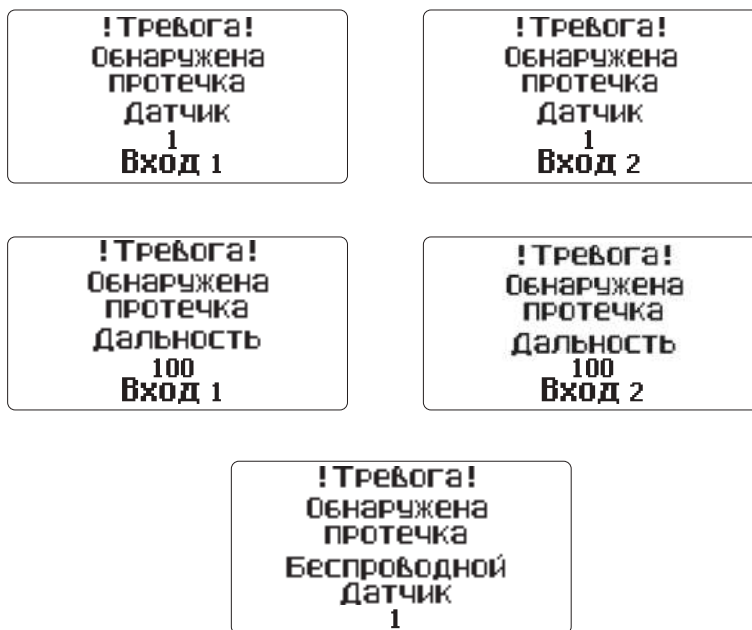 !Тревога!
Обнаружена
протечка
Датчик
1
Вход 1
!Тревога!
Обнаружена
протечка
Датчик
1
Вход 2
!Тревога!
Обнаружена
протечка
Дальность
100
Вход 1
!Тревога!
Обнаружена
протечка
Дальность
100
Вход 2
!Тревога!
Обнаружена
протечка
Беспроводной
Датчик
1